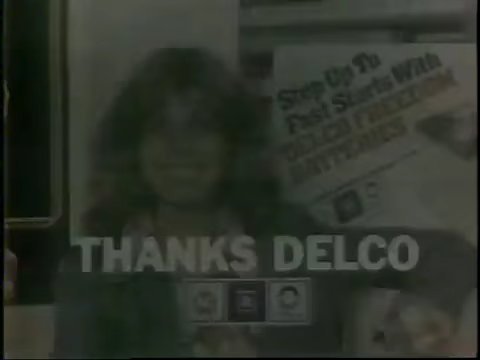 Step Up To
Fast Starts With
DELCO FREEDOM
BATTERIES
THANKS DELCO